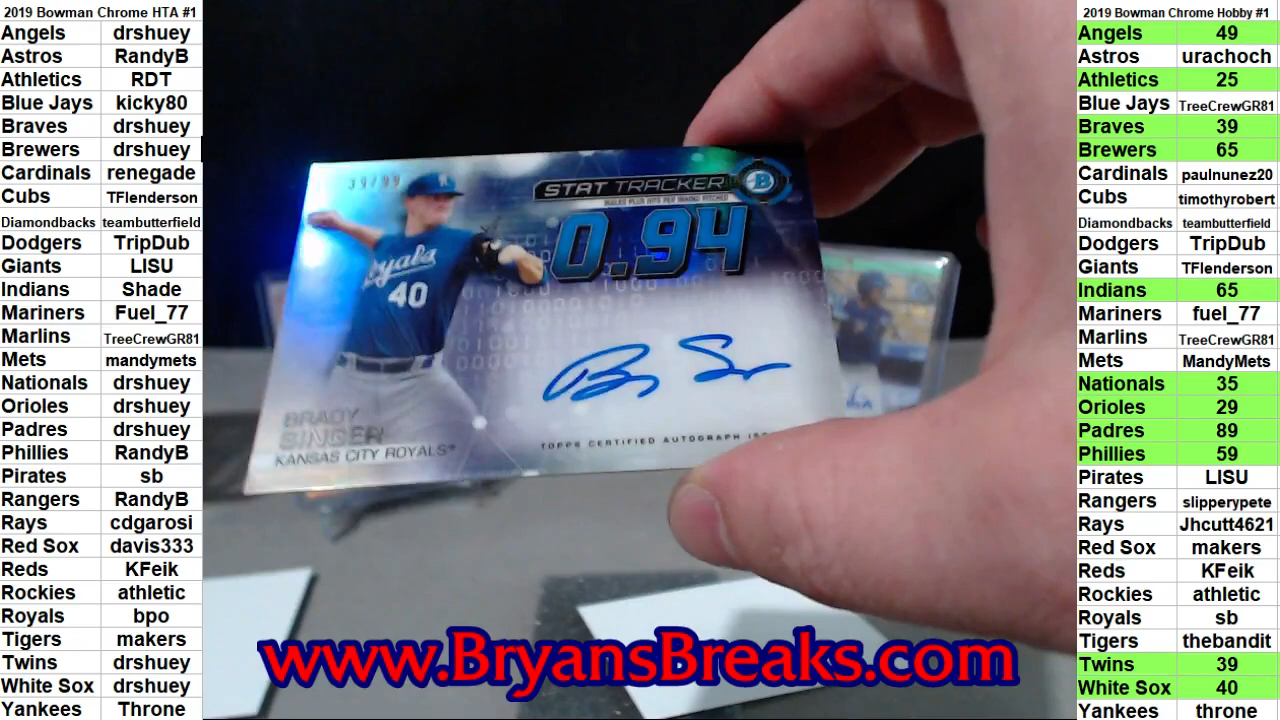 2019 Bowman Chrome HTA #1
Angels drshuey
Astros RandyB
Athletics RDT
Blue Jays kicky80
Braves drshuey
Brewers drshuey
Cardinals renegade
Cubs TFlenderson
Diamondbacks teambutterfield
Dodgers TripDub
Giants LISU
Indians Shade
Mariners Fuel_77
Marlins TreeCrewGR81
Mets mandymets
Nationals drshuey
Orioles drshuey
Padres drshuey
Phillies RandyB
Pirates sb
Rangers RandyB
Rays cdgarosi
Red Sox davis333
Reds KFeik
Rockies athletic
Royals bpo
Tigers makers
Twins drshuey
White Sox drshuey
Yankees Throne
39/99
STAT TRACKER
B
WALKS PLUS HITS PER INNING PITCHED
0.94
Royals
40
BRADY
SINGER
KANSAS CITY ROYALS
TOPPS CERTIFIED AUTOGRAPH
www.BryansBreaks.com
2019 Bowman Chrome Hobby #1
Angels 49
Astros urachoch
Athletics 25
Blue Jays TreeCrewGR81
Braves 39
Brewers 65
Cardinals paulnunez20
Cubs timothyrobert
Diamondbacks teambutterfield
Dodgers TripDub
Giants TFlenderson
Indians 65
Mariners fuel_77
Marlins TreeCrewGR81
Mets MandyMets
Nationals 35
Orioles 29
Padres 89
Phillies 59
Pirates LISU
Rangers slipperypete
Rays Jhcutt4621
Red Sox makers
Reds KFeik
Rockies athletic
Royals sb
Tigers thebandit
Twins 39
White Sox 40
Yankees throne